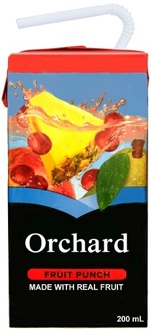 Orchard
FRUIT PUNCH
MADE WITH REAL FRUIT
200 mL